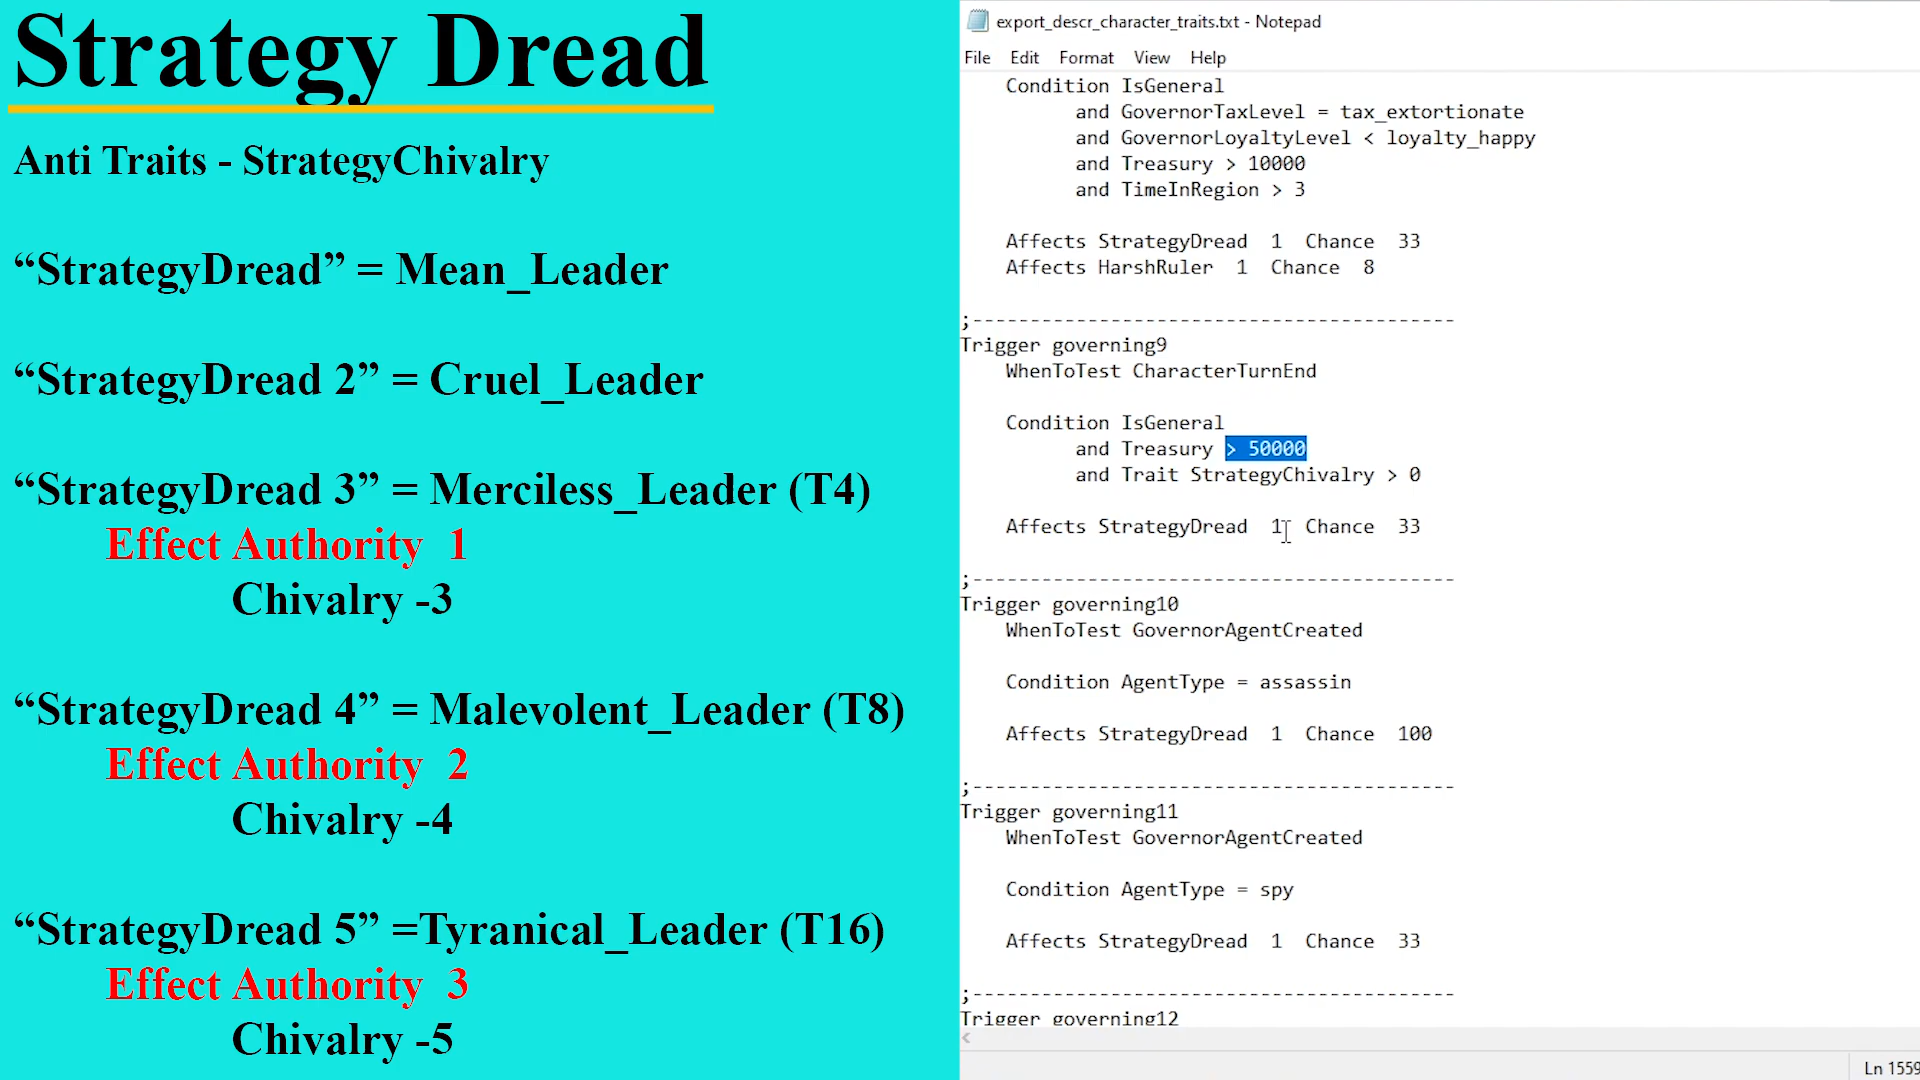 Strategy Dread
Anti Traits - StrategyChivalry
“StrategyDread” = Mean_Leader
“StrategyDread 2” = Cruel_Leader
“StrategyDread 3” = Merciless_Leader (T4)
Effect Authority 1
Chivalry -3
“StrategyDread 4” = Malevolent_Leader (T8)
Effect Authority 2
Chivalry -4
“StrategyDread 5” =Tyranical_Leader (T16)
Effect Authority 3
Chivalry -5
export_descr_character_traits.txt - Notepad
File Edit Format View Help
Condition IsGeneral
and GovernorTaxLevel = tax_extortionate
and GovernorLoyaltyLevel < loyalty_happy
and Treasury > 10000
and TimeInRegion > 3
Affects StrategyDread 1 Chance 33
Affects HarshRuler 1 Chance 8
;------------------------------------------
Trigger governing9
WhenToTest CharacterTurnEnd
Condition IsGeneral
and Treasury > 50000
and Trait StrategyChivalry > 0
Affects StrategyDread 1 Chance 33
;------------------------------------------
Trigger governing10
WhenToTest GovernorAgentCreated
Condition AgentType = assassin
Affects StrategyDread 1 Chance 100
;------------------------------------------
Trigger governing11
WhenToTest GovernorAgentCreated
Condition AgentType = spy
Affects StrategyDread 1 Chance 33
;------------------------------------------
Trigger governing12
Ln 1559